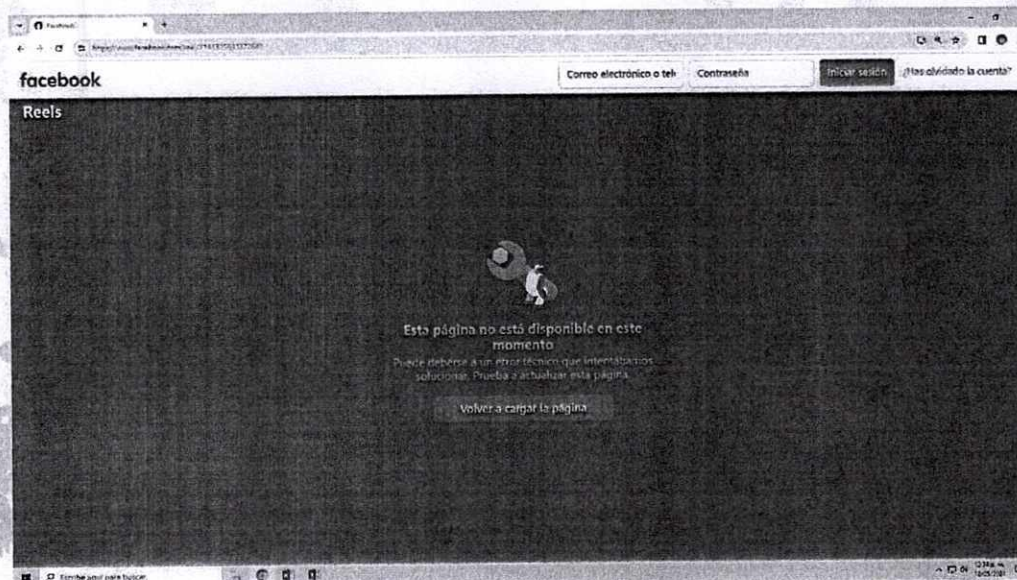 Facebook
facebook
Correo electrónico o telé
Contraseña
Iniciar sesión
¿Has olvidado la cuenta?
Reels
Esta página no está disponible en este
momento
Puede deberse a un error técnico que intentábamos
solucionar. Prueba a actualizar esta página.
Volver a cargar la página
Escribe aquí para buscar